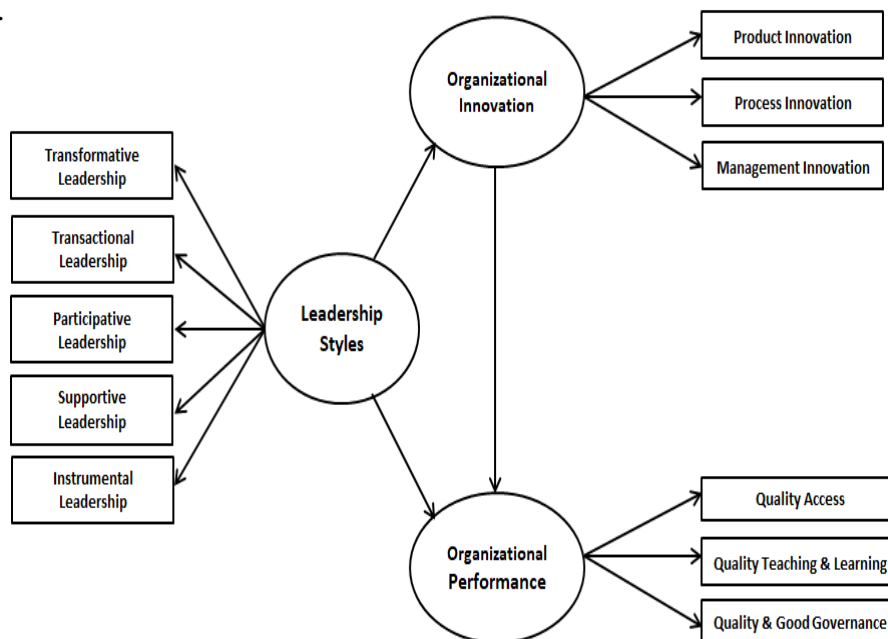 Product Innovation
Organizational
Innovation
Process Innovation
Management Innovation
Transformative
Leadership
Transactional
Leadership
Participative
Leadership
Supportive
Leadership
Instrumental
Leadership
Leadership
Styles
Organizational
Performance
Quality Access
Quality Teaching & Learning
Quality & Good Governance